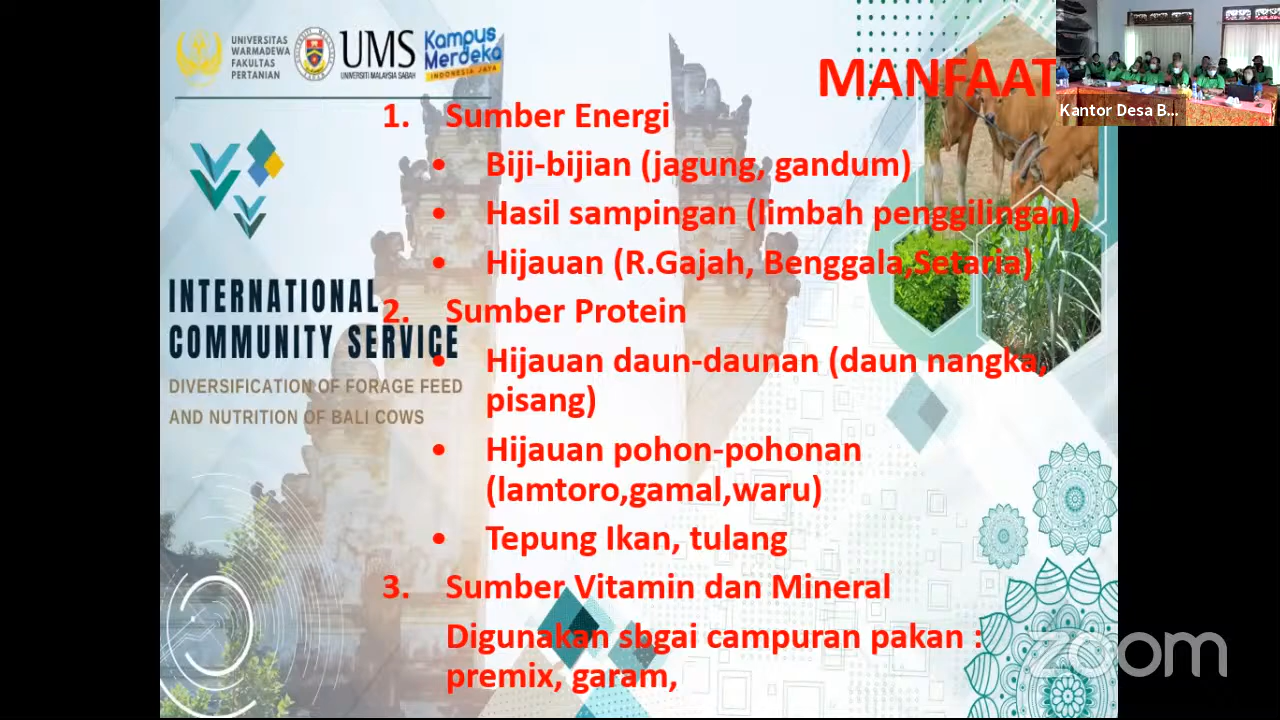 UNIVERSITAS
WARMADEWA
FAKULTAS
PERTANIAN
UMS
UNIVERSITI MALAYSIA SABAH
Kampus
Merdeka
INDONESIA JAYA
MANFAAT
Kantor Desa B...
1. Sumber Energi
• Biji-bijian (jagung, gandum)
• Hasil sampingan (limbah penggilingan)
• Hijauan (R.Gajah, Benggala,Setaria)
2. Sumber Protein
• Hijauan daun-daunan (daun nangka,
pisang)
• Hijauan pohon-pohonan
(lamtoro,gamal,waru)
• Tepung Ikan, tulang
3. Sumber Vitamin dan Mineral
Digunakan sbgai campuran pakan :
premix, garam,
INTERNATIONAL
COMMUNITY SERVICE
DIVERSIFICATION OF FORAGE FEED
AND NUTRITION OF BALI COWS
zoom